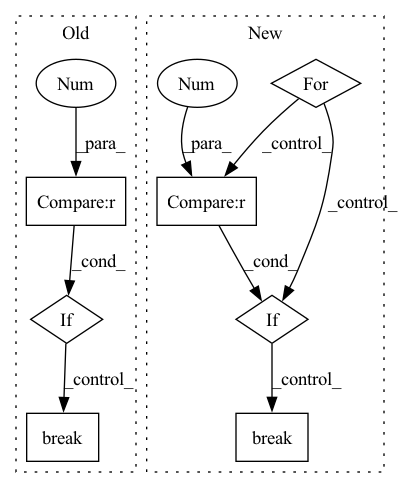 Old
New
Num
Num
For
_para_
_para_
_control_
Compare:r
Compare:r
_control_
_cond_
_cond_
If
If
_control_
_control_
break
break